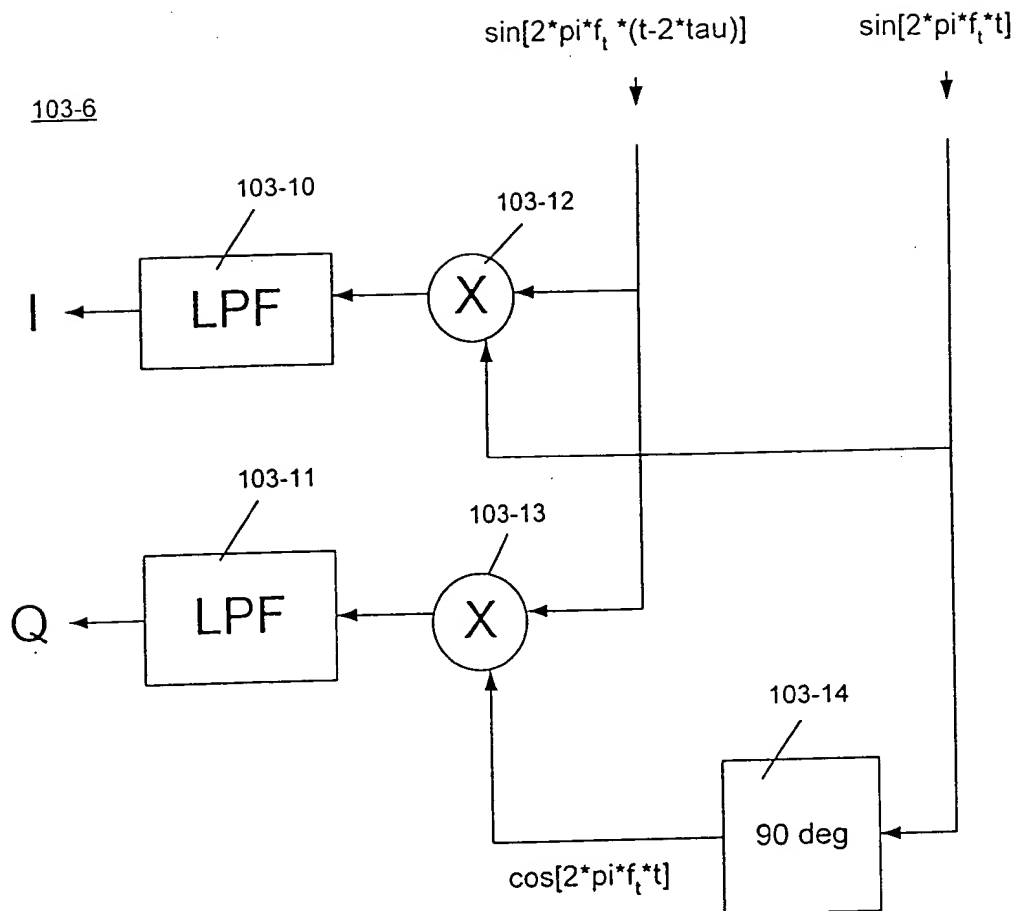 sin[2*pi*f_t *(t-2*tau)]
sin[2*pi*f_t*t]
103-6
103-10
103-12
I
LPF
X
103-11
103-13
Q
LPF
X
103-14
90 deg
cos[2*pi*f_t*t]